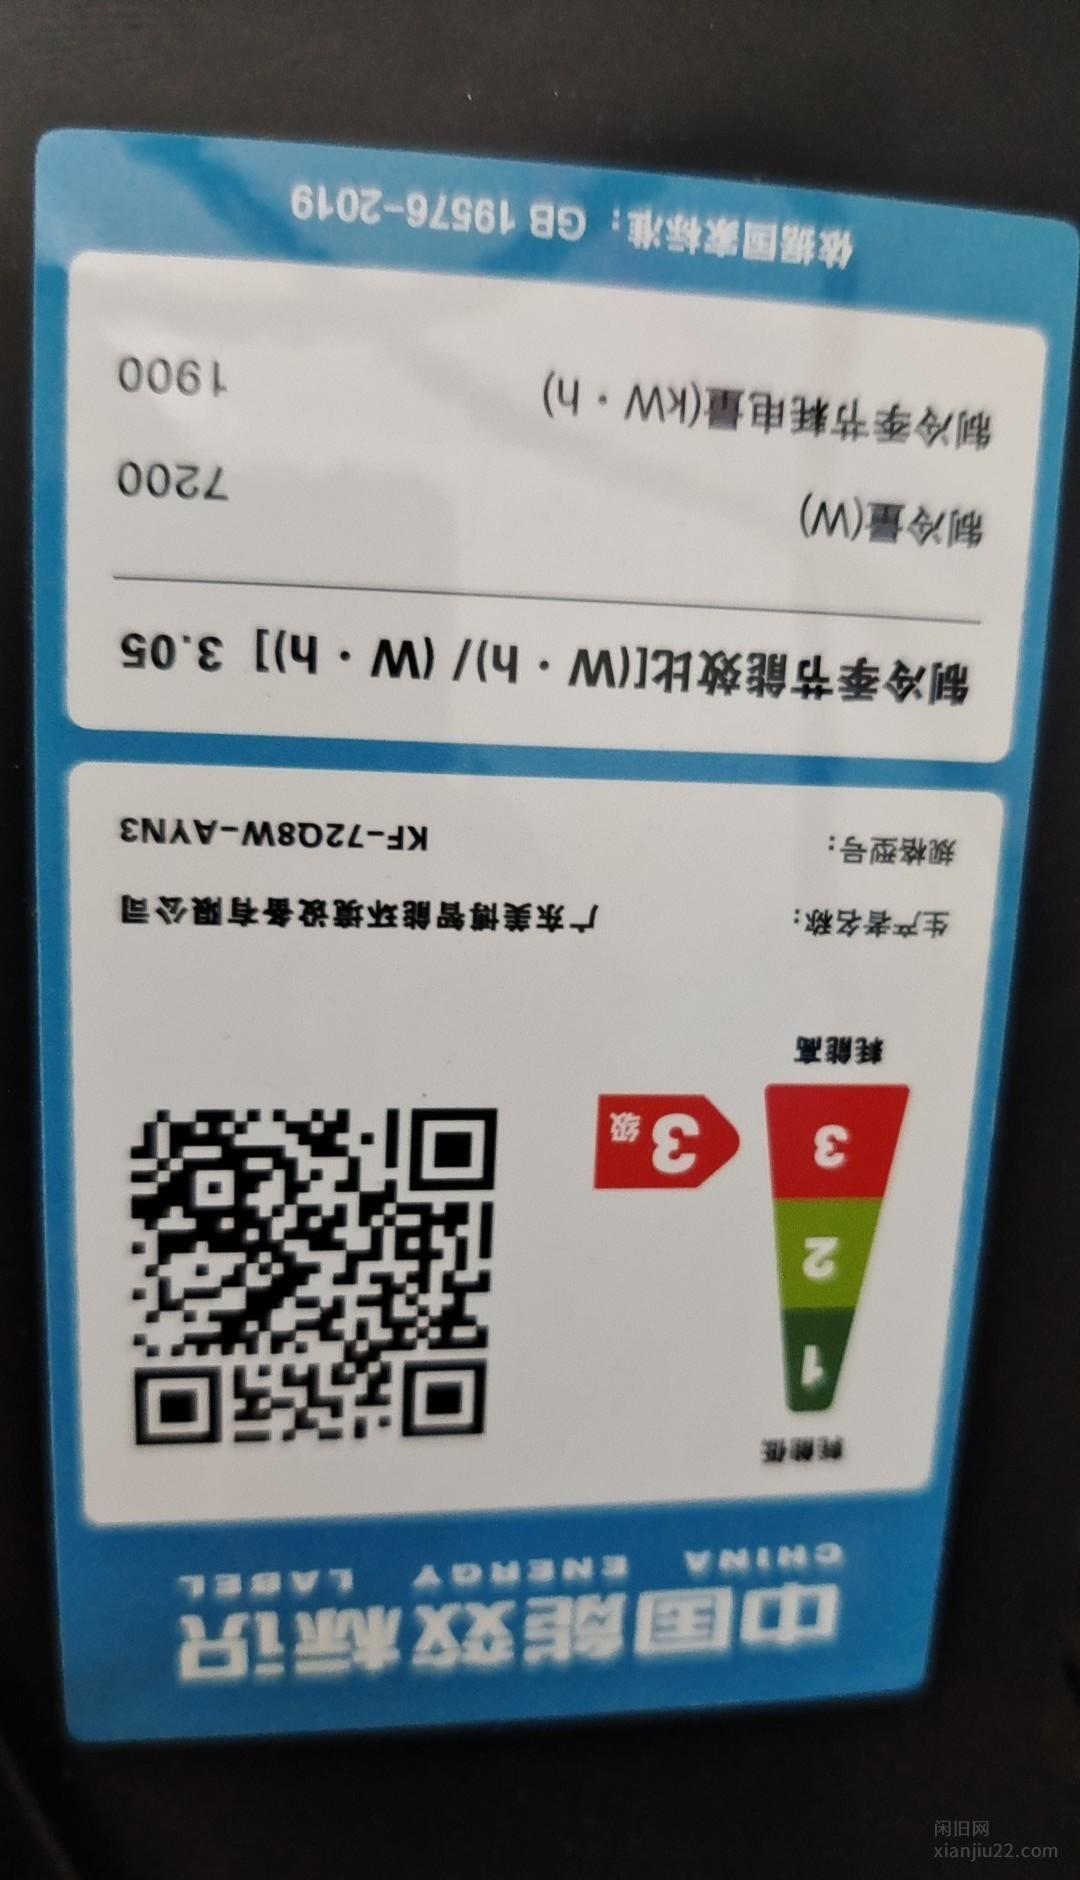 中国能效标识
CHINA ENERGY LABEL
耗能低
1
2
3
3级
耗能高
生产者名称： 广东美博智能环境设备有限公司
规格型号： KF-72Q8W-AYN3
制冷季节能效比[(W·h)/(W·h)] 3.05
制冷量(W) 7200
制冷季节耗电量(kW·h) 1900
依据国家标准：GB 19576-2019
闲旧网
xianjiu22.com